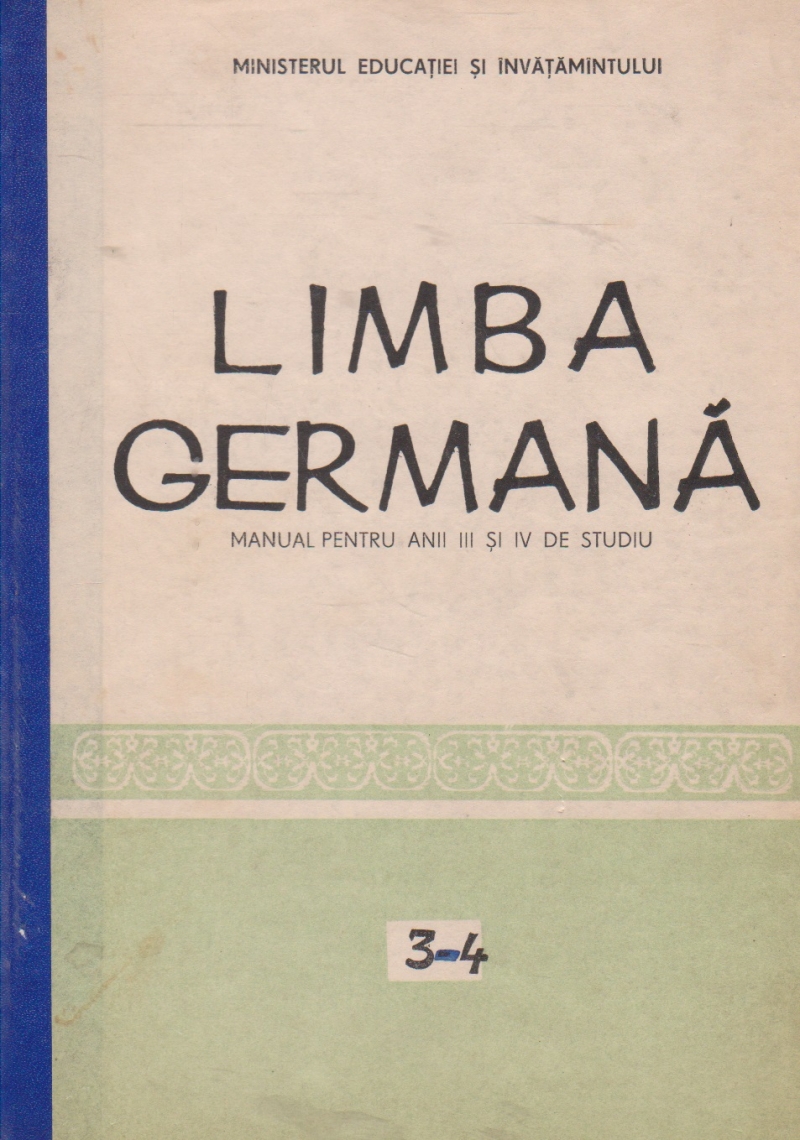 MINISTERUL EDUCAȚIEI ȘI ÎNVĂȚĂMÎNTULUI
LIMBA
GERMANĂ
MANUAL PENTRU ANII III ȘI IV DE STUDIU
3-4